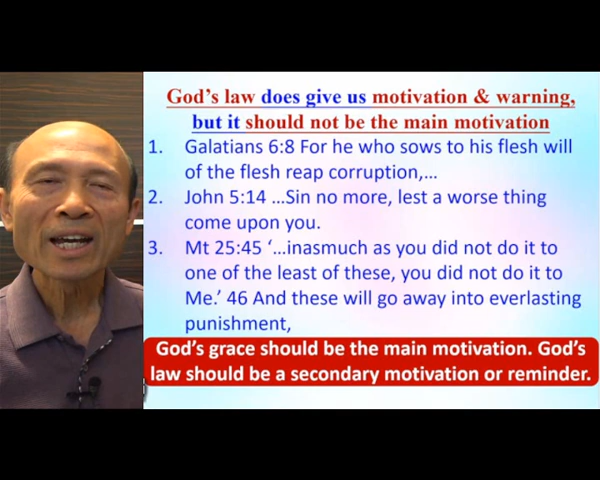 God's law does give us motivation & warning,
but it should not be the main motivation
1. Galatians 6:8 For he who sows to his flesh will
of the flesh reap corruption,...
2. John 5:14 ...Sin no more, lest a worse thing
come upon you.
3. Mt 25:45 ‘...inasmuch as you did not do it to
one of the least of these, you did not do it to
Me.’ 46 And these will go away into everlasting
punishment,
God's grace should be the main motivation. God's
law should be a secondary motivation or reminder.